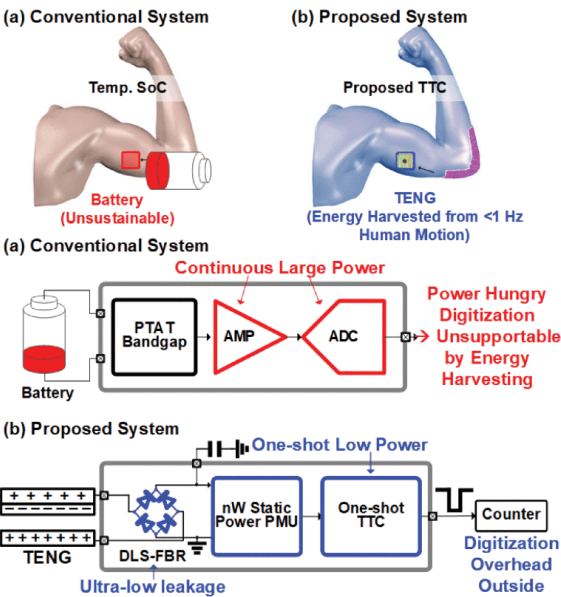 (a) Conventional System
(b) Proposed System
Temp. SoC
Proposed TTC
Battery
(Unsustainable)
TENG
(Energy Harvested from <1 Hz
Human Motion)
(a) Conventional System
Continuous Large Power
PTAT
Bandgap
AMP
ADC
Power Hungry
Digitization
Unsupportable
by Energy
Harvesting
Battery
(b) Proposed System
One-shot Low Power
+ + + + +
− − − − − −
+ + + + + +
TENG
DLS-FBR
nW Static
Power PMU
One-shot
TTC
Counter
Ultra-low leakage
Digitization
Overhead
Outside